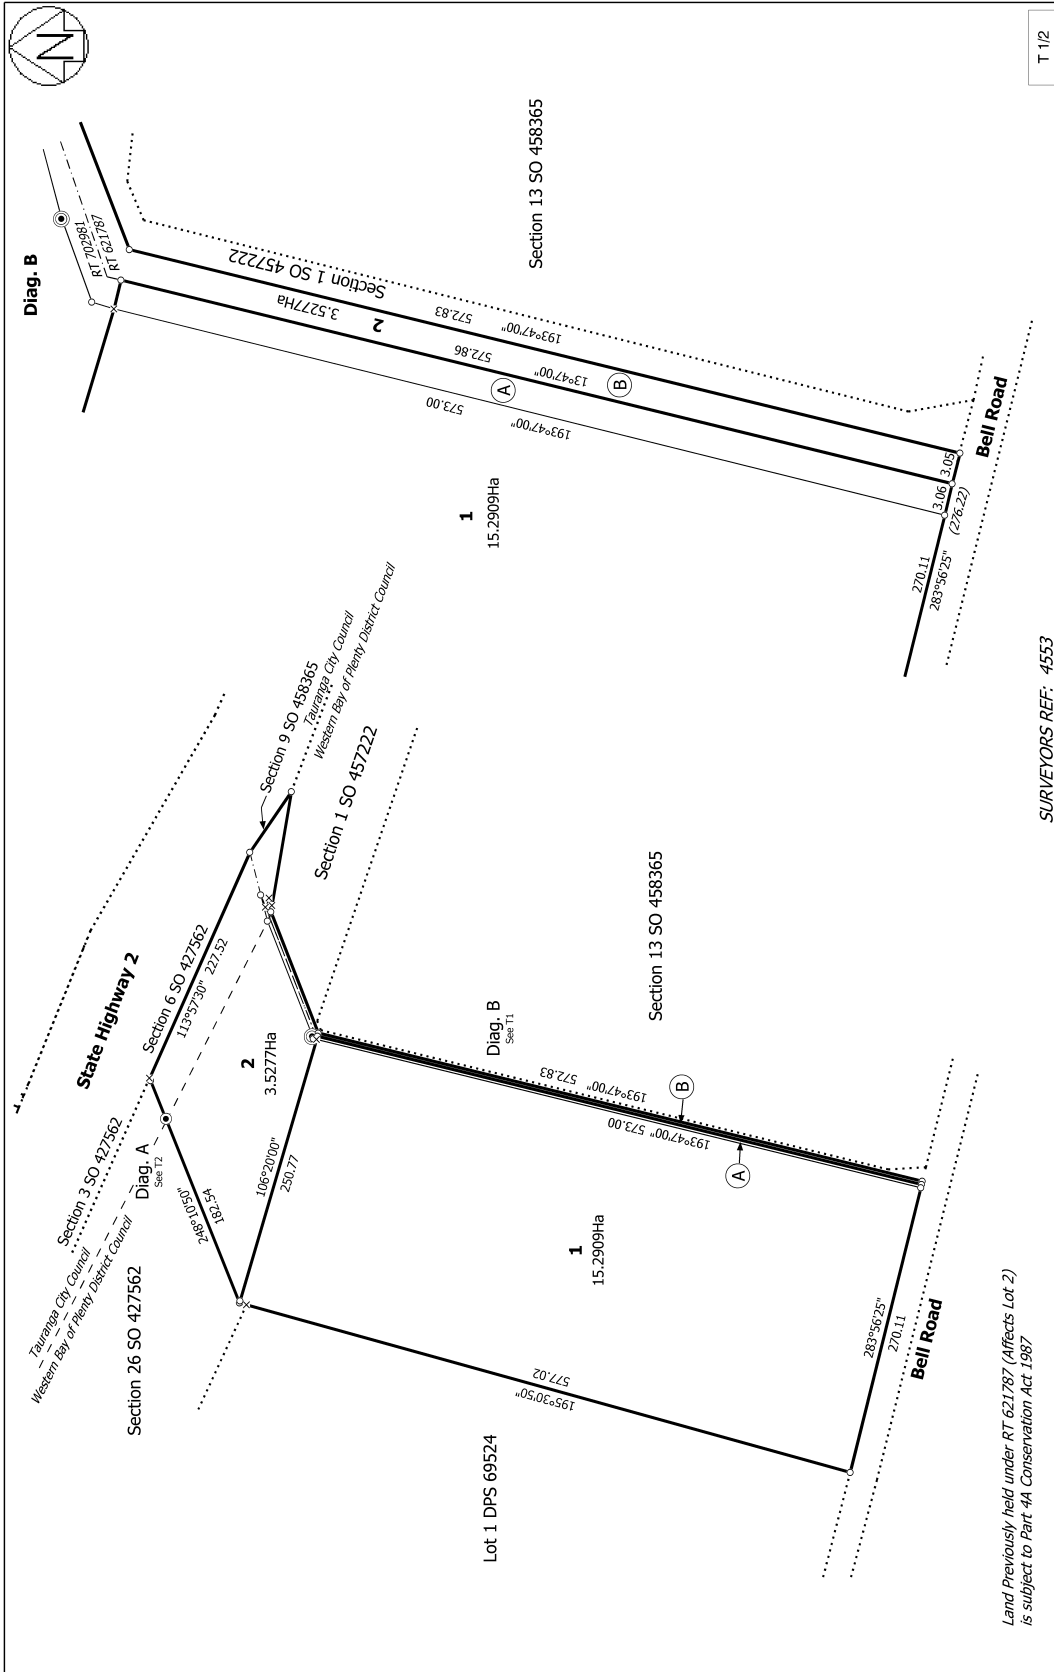 N
T 1/2
Diag. B
RT 702981
RT 621787
Section 1 SO 457222
Section 13 SO 458365
3.5277Ha
2
572.83
193°47'00"
572.86
13°47'00"
A
B
573.00
193°47'00"
1
15.2909Ha
3.06
3.05
(276.22)
270.11
283°56'25"
Bell Road
State Highway 2
Section 9 SO 458365
Tauranga City Council
Western Bay of Plenty District Council
Section 1 SO 457222
Section 6 SO 427562
113°57'30" 227.52
Section 3 SO 427562
Diag. A
See T2
Tauranga City Council
Western Bay of Plenty District Council
Section 26 SO 427562
248°10'50"
182.54
2
3.5277Ha
106°20'00"
250.77
Diag. B
See T1
Section 13 SO 458365
572.83
193°47'00"
193°47'00" 573.00
B
A
1
15.2909Ha
577.02
195°30'50"
Lot 1 DPS 69524
283°56'25"
270.11
Bell Road
SURVEYORS REF: 4553
Land Previously held under RT 621787 (Affects Lot 2)
is subject to Part 4A Conservation Act 1987